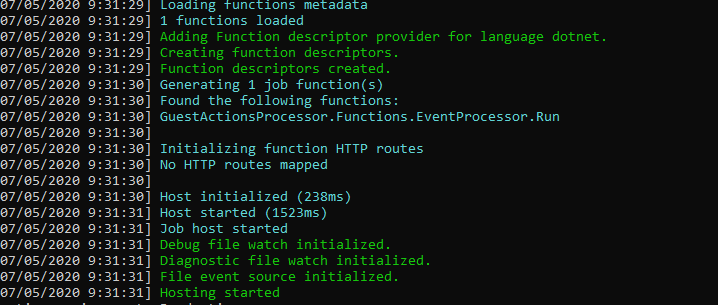 07/05/2020 9:31:29] Loading functions metadata
07/05/2020 9:31:29] 1 functions loaded
07/05/2020 9:31:29] Adding Function descriptor provider for language dotnet.
07/05/2020 9:31:29] Creating function descriptors.
07/05/2020 9:31:29] Function descriptors created.
07/05/2020 9:31:30] Generating 1 job function(s)
07/05/2020 9:31:30] Found the following functions:
07/05/2020 9:31:30] GuestActionsProcessor.Functions.EventProcessor.Run
07/05/2020 9:31:30]
07/05/2020 9:31:30] Initializing function HTTP routes
07/05/2020 9:31:30] No HTTP routes mapped
07/05/2020 9:31:30]
07/05/2020 9:31:30] Host initialized (238ms)
07/05/2020 9:31:31] Host started (1523ms)
07/05/2020 9:31:31] Job host started
07/05/2020 9:31:31] Debug file watch initialized.
07/05/2020 9:31:31] Diagnostic file watch initialized.
07/05/2020 9:31:31] File event source initialized.
07/05/2020 9:31:31] Hosting started